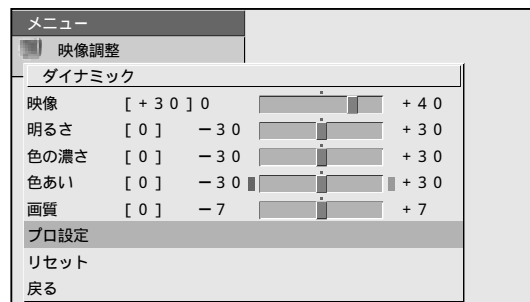 メニュー
映像調整
ダイナミック
映像 [+30] 0 +40
明るさ [0] −30 +30
色の濃さ [0] −30 +30
色あい [0] −30 +30
画質 [0] −7 +7
プロ設定
リセット
戻る